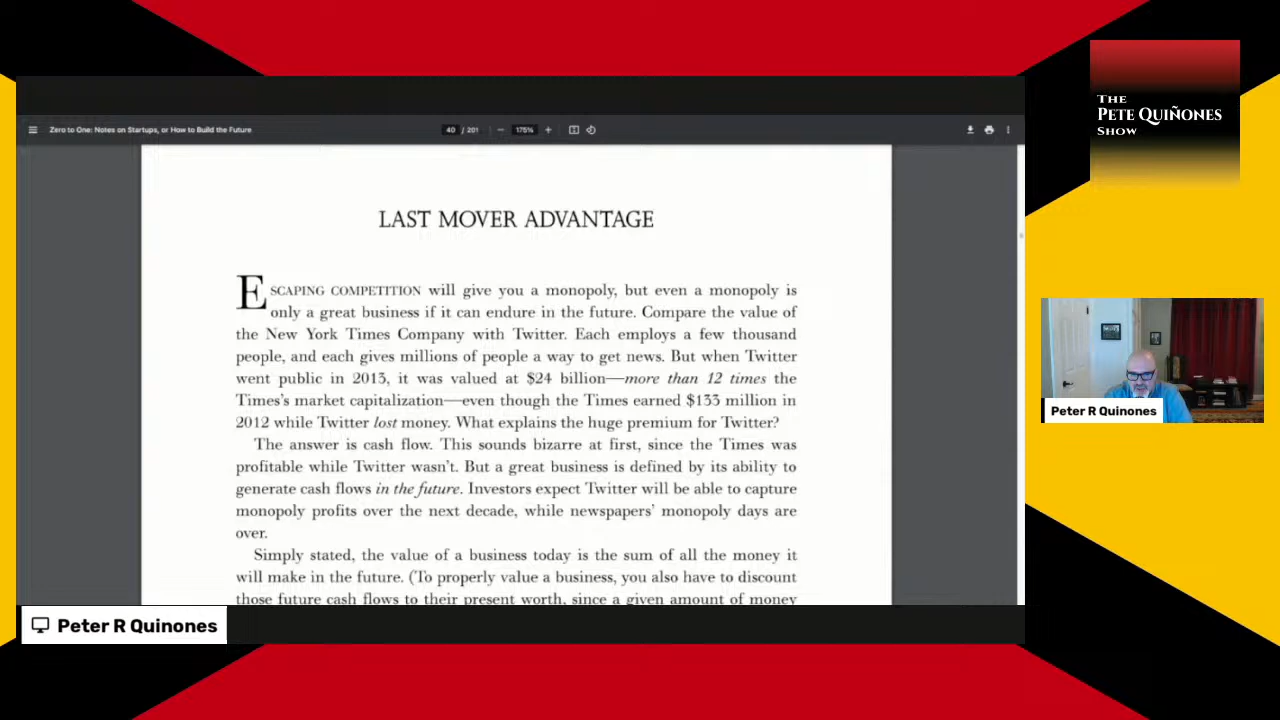 THE
PETE QUIÑONES
SHOW
Zero to One: Notes on Startups, or How to Build the Future
40 / 201
175%
LAST MOVER ADVANTAGE
ESCAPING COMPETITION will give you a monopoly, but even a monopoly is
only a great business if it can endure in the future. Compare the value of
the New York Times Company with Twitter. Each employs a few thousand
people, and each gives millions of people a way to get news. But when Twitter
went public in 2013, it was valued at $24 billion—more than 12 times the
Times's market capitalization—even though the Times earned $133 million in
2012 while Twitter lost money. What explains the huge premium for Twitter?
The answer is cash flow. This sounds bizarre at first, since the Times was
profitable while Twitter wasn't. But a great business is defined by its ability to
generate cash flows in the future. Investors expect Twitter will be able to capture
monopoly profits over the next decade, while newspapers' monopoly days are
over.
Simply stated, the value of a business today is the sum of all the money it
will make in the future. (To properly value a business, you also have to discount
those future cash flows to their present worth, since a given amount of money
Peter R Quinones
Peter R Quinones